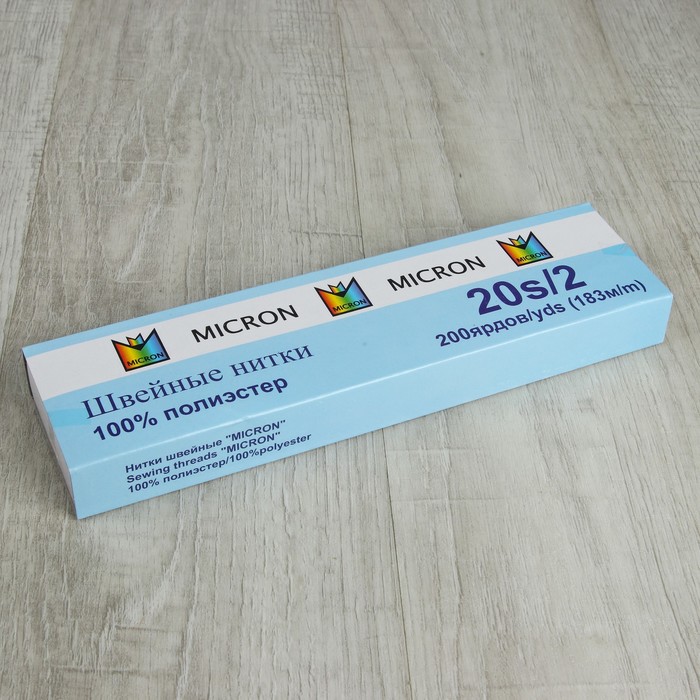 MICRON MICRON MICRON MICRON MICRON
Швейные нитки
100% полиэстер
20s/2
200ярдов/yds (183м/m)
Нитки швейные "MICRON"
Sewing threads "MICRON"
100% полиэстер/100%polyester